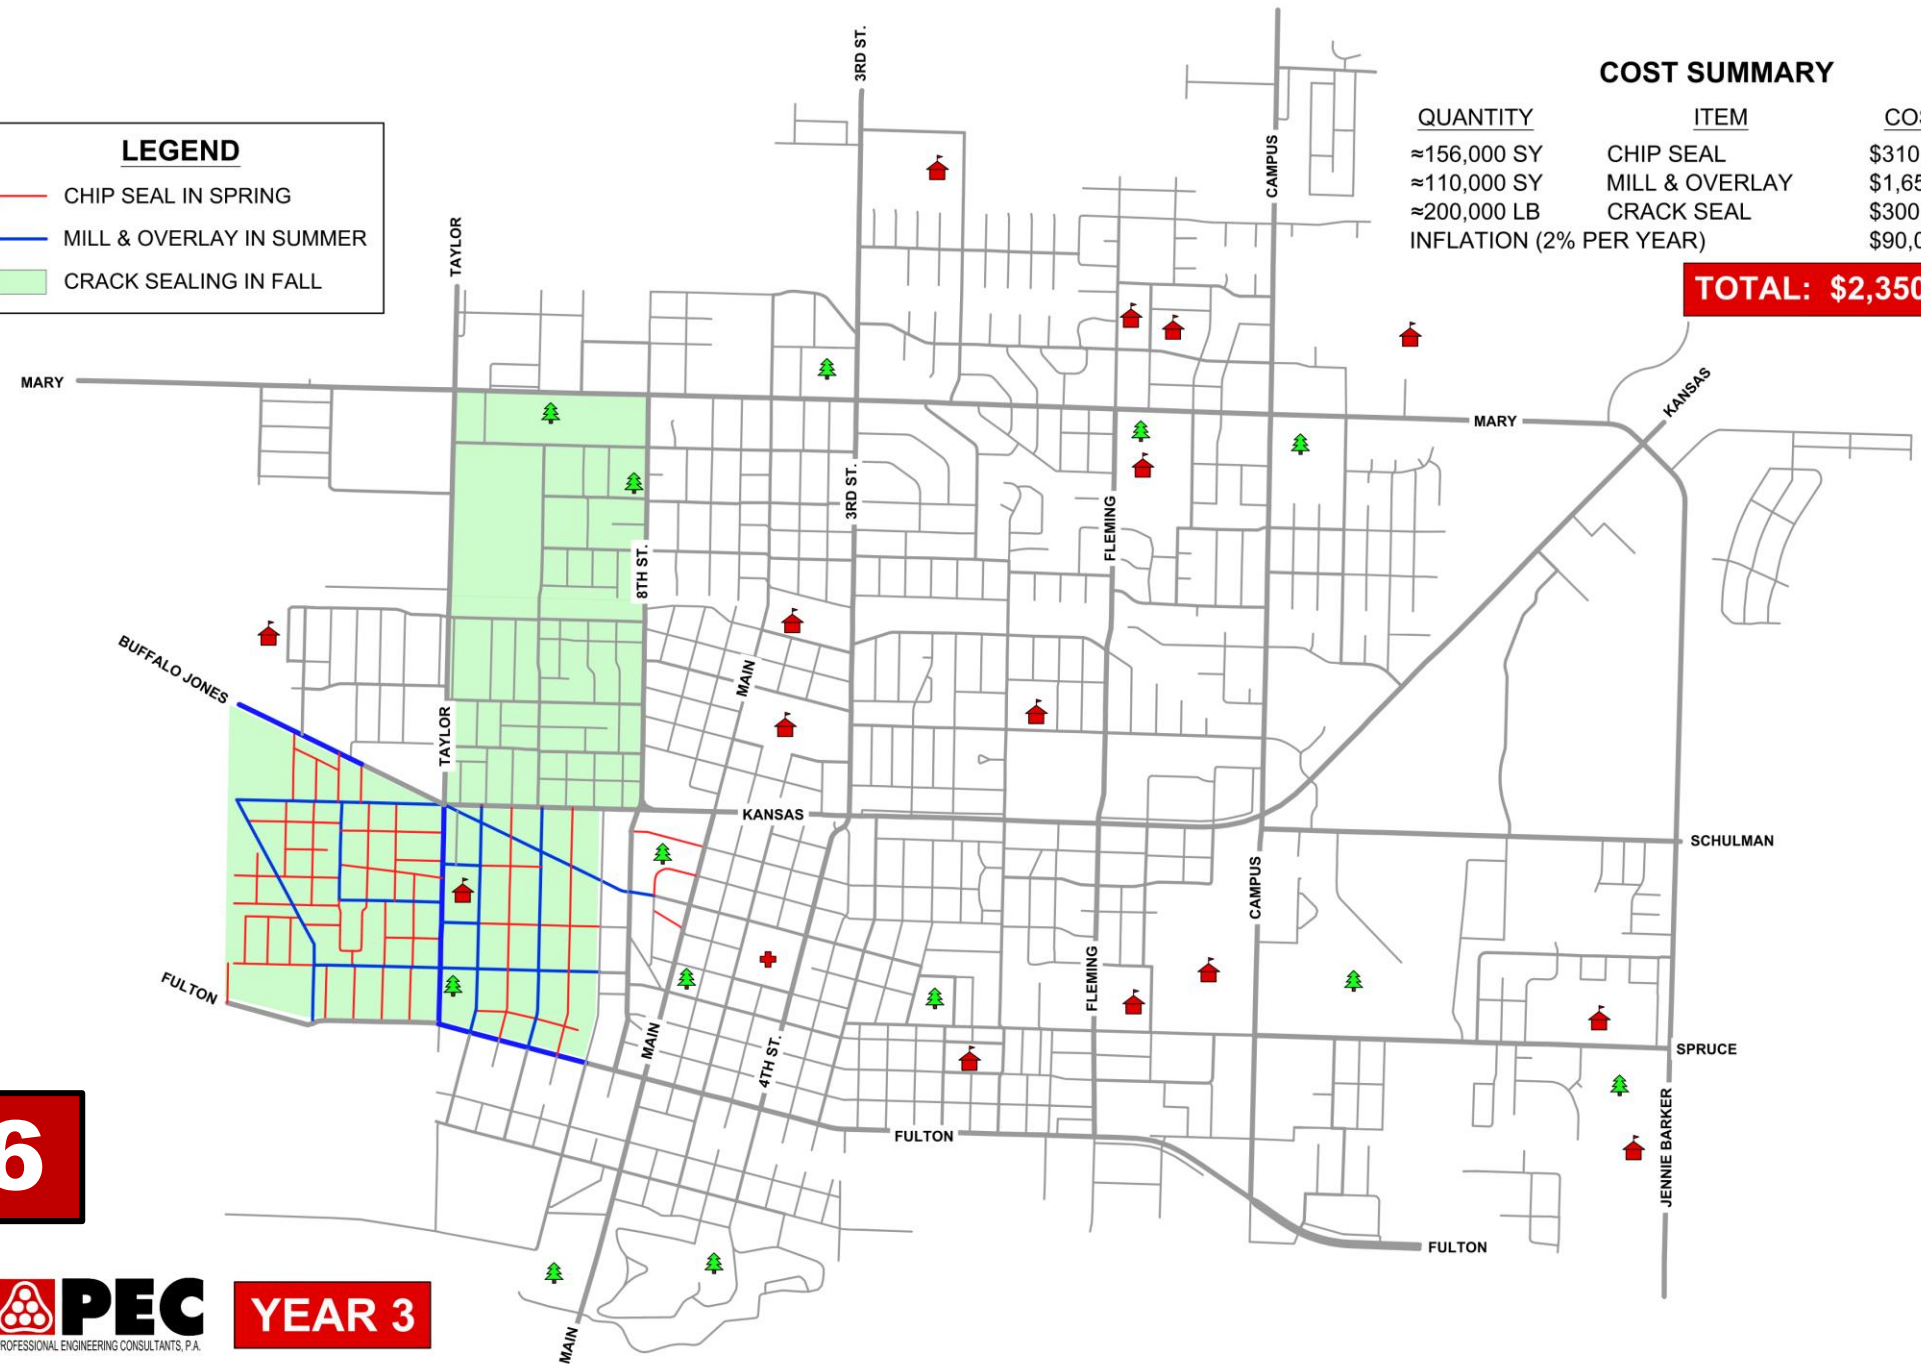 3RD ST.
COST SUMMARY
QUANTITY ITEM
≈156,000 SY CHIP SEAL $310
≈110,000 SY MILL & OVERLAY $1,65
≈200,000 LB CRACK SEAL $300
INFLATION (2% PER YEAR) $90,0
TOTAL: $2,350
LEGEND
CHIP SEAL IN SPRING
MILL & OVERLAY IN SUMMER
CRACK SEALING IN FALL
CAMPUS
TAYLOR
MARY
MARY
KANSAS
3RD ST.
FLEMING
8TH ST.
BUFFALO JONES
MAIN
TAYLOR
KANSAS
SCHULMAN
CAMPUS
FULTON
FLEMING
MAIN
4TH ST.
SPRUCE
JENNIE BARKER
FULTON
FULTON
MAIN
6
PEC
PROFESSIONAL ENGINEERING CONSULTANTS, P.A.
YEAR 3